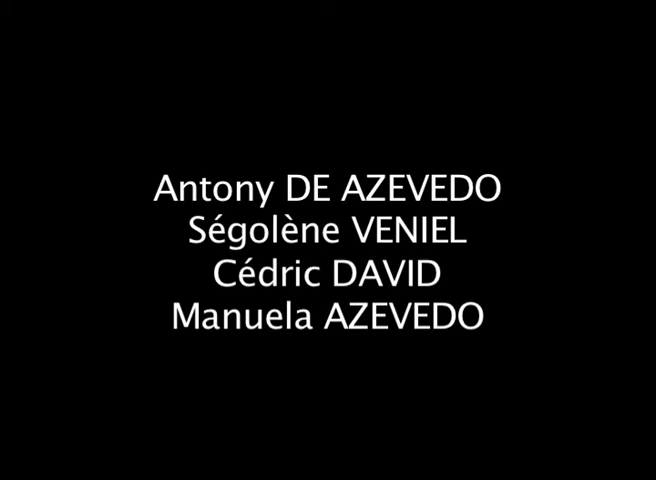 Antony DE AZEVEDO
Ségolène VENIEL
Cédric DAVID
Manuela AZEVEDO